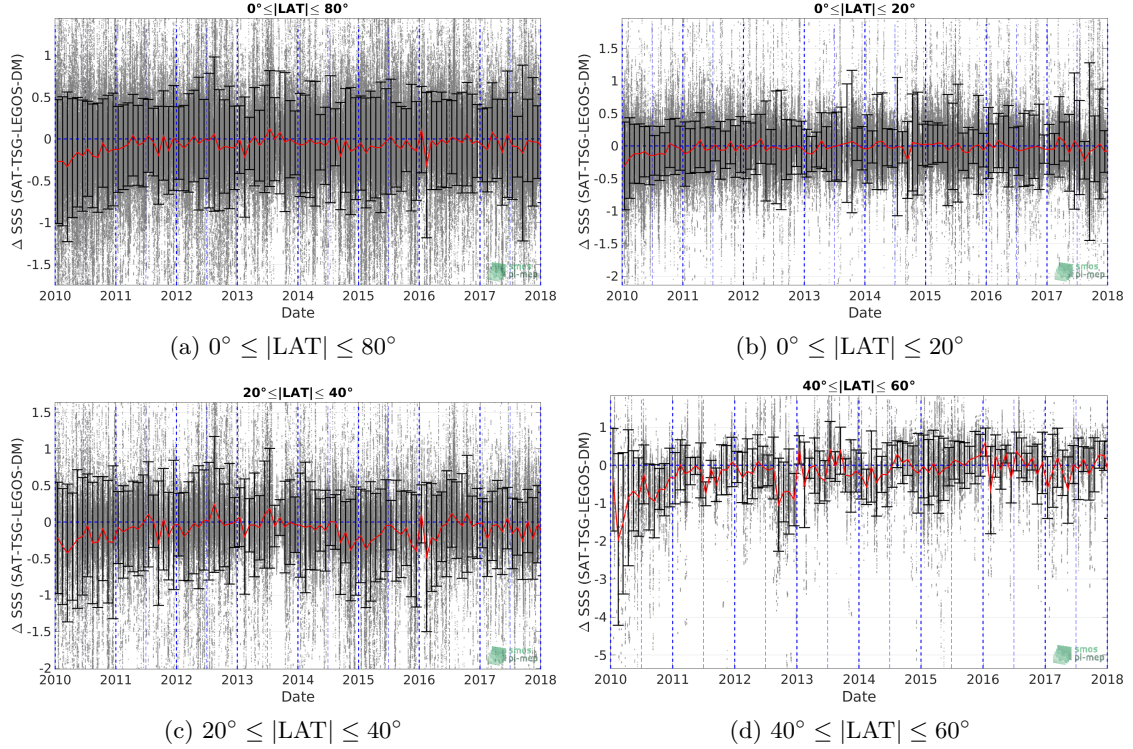 0°≤|LAT|≤ 80°
Δ SSS (SAT-TSG-LEGOS-DM)
1
0.5
0
-0.5
-1
-1.5
2010 2011 2012 2013 2014 2015 2016 2017 2018
Date
smos
pi-mep
(a) 0° ≤ |LAT| ≤ 80°
0°≤|LAT|≤ 20°
Δ SSS (SAT-TSG-LEGOS-DM)
1.5
1
0.5
0
-0.5
-1
-1.5
-2
2010 2011 2012 2013 2014 2015 2016 2017 2018
Date
smos
pi-mep
(b) 0° ≤ |LAT| ≤ 20°
20°≤|LAT|≤ 40°
Δ SSS (SAT-TSG-LEGOS-DM)
1.5
1
0.5
0
-0.5
-1
-1.5
-2
2010 2011 2012 2013 2014 2015 2016 2017 2018
Date
smos
pi-mep
(c) 20° ≤ |LAT| ≤ 40°
40°≤|LAT|≤ 60°
Δ SSS (SAT-TSG-LEGOS-DM)
1
0
-1
-2
-3
-4
-5
2010 2011 2012 2013 2014 2015 2016 2017 2018
Date
smos
pi-mep
(d) 40° ≤ |LAT| ≤ 60°